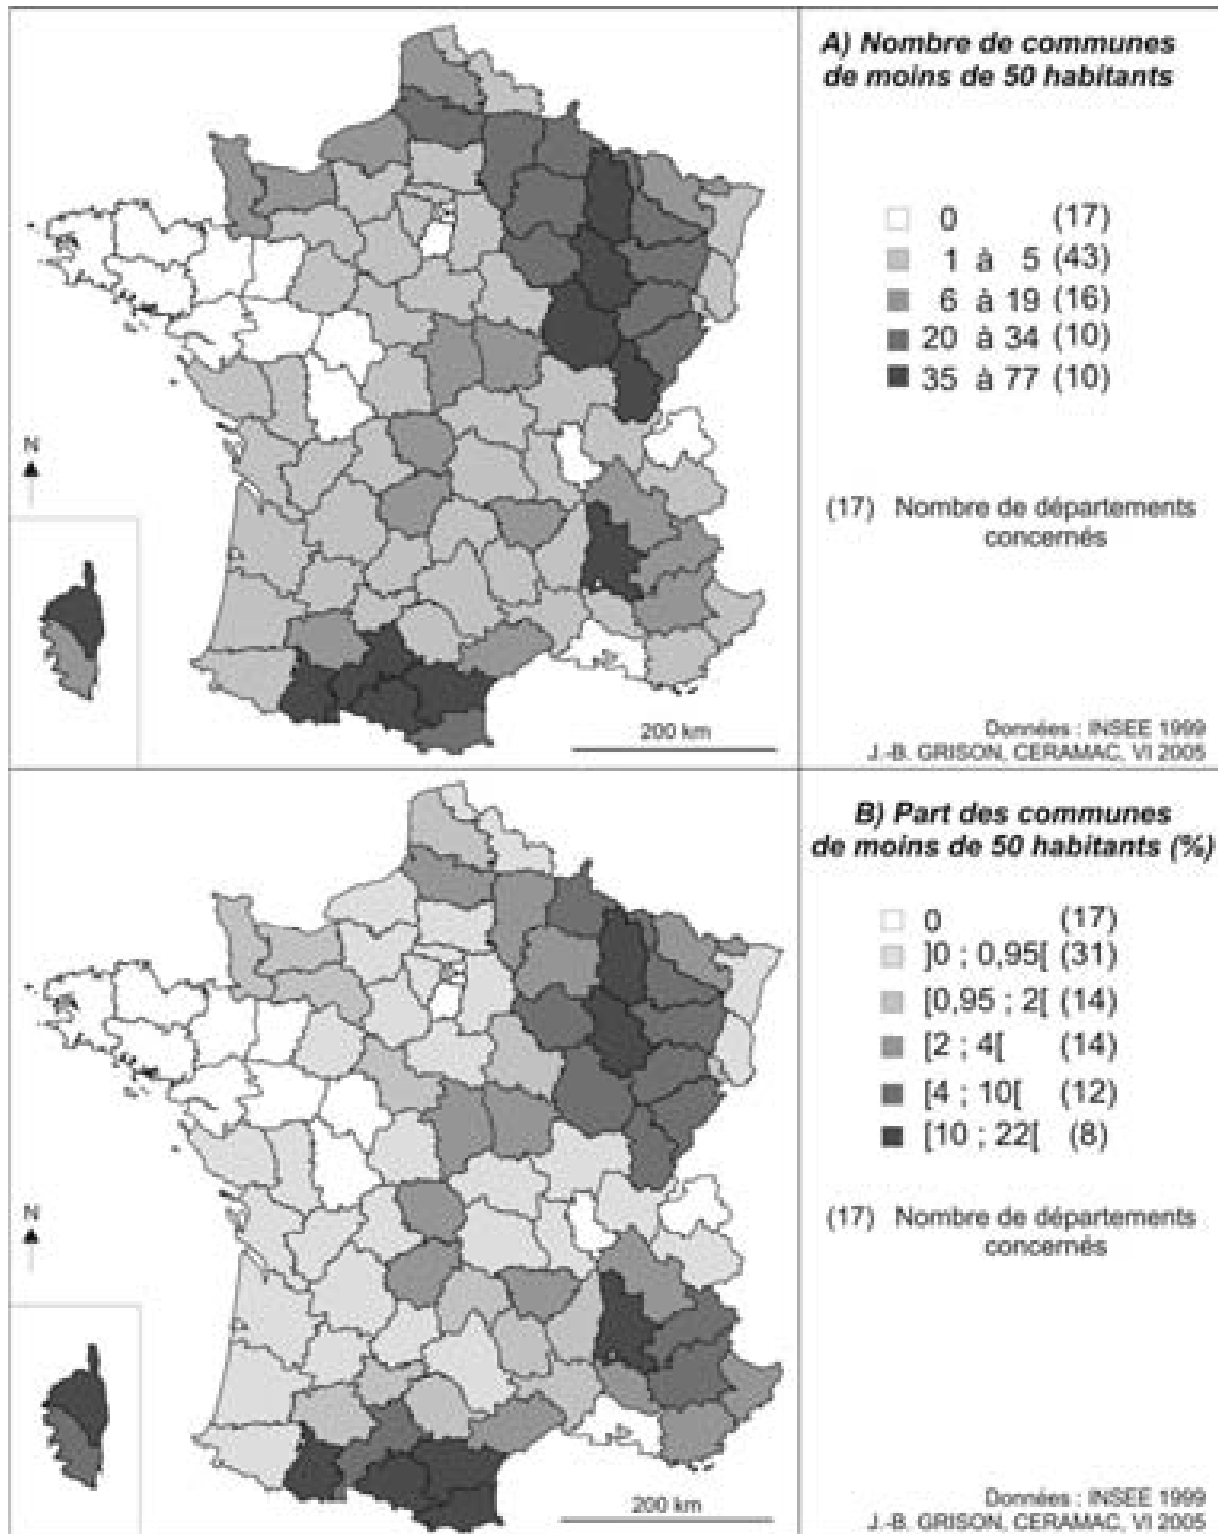 A) Nombre de communes
de moins de 50 habitants
0 (17)
1 à 5 (43)
6 à 19 (16)
20 à 34 (10)
35 à 77 (10)
(17) Nombre de départements
concernés
N
200 km
Données : INSEE 1999
J.-B. GRISON, CERAMAC, VI 2005
B) Part des communes
de moins de 50 habitants (%)
0 (17)
]0 ; 0,95[ (31)
[0,95 ; 2[ (14)
[2 ; 4[ (14)
[4 ; 10[ (12)
[10 ; 22[ (8)
(17) Nombre de départements
concernés
N
200 km
Données : INSEE 1999
J.-B. GRISON, CERAMAC, VI 2005